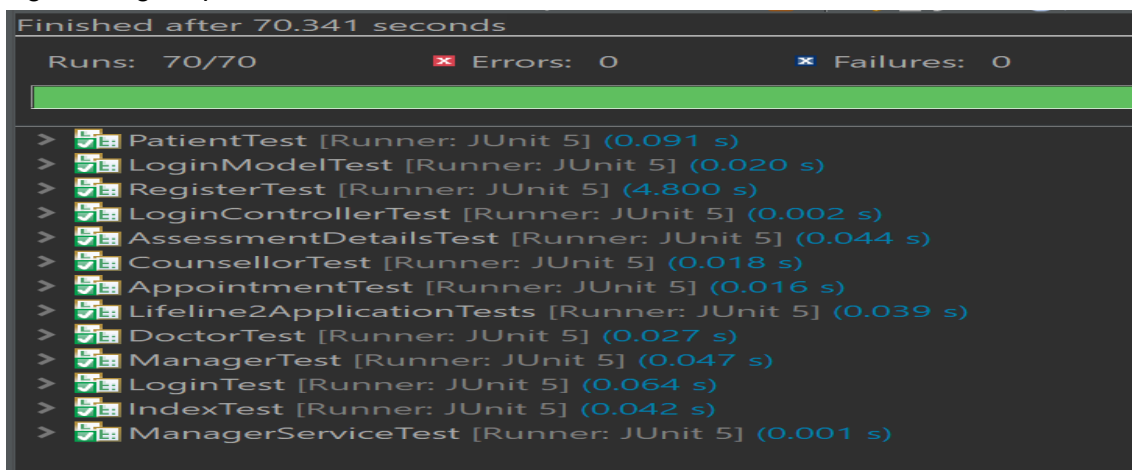 Finished after 70.341 seconds
Runs: 70/70 Errors: 0 Failures: 0
PatientTest [Runner: JUnit 5] (0.091 s)
LoginModelTest [Runner: JUnit 5] (0.020 s)
RegisterTest [Runner: JUnit 5] (4.800 s)
LoginControllerTest [Runner: JUnit 5] (0.002 s)
AssessmentDetailsTest [Runner: JUnit 5] (0.044 s)
CounsellorTest [Runner: JUnit 5] (0.018 s)
AppointmentTest [Runner: JUnit 5] (0.016 s)
Lifeline2ApplicationTests [Runner: JUnit 5] (0.039 s)
DoctorTest [Runner: JUnit 5] (0.027 s)
ManagerTest [Runner: JUnit 5] (0.047 s)
LoginTest [Runner: JUnit 5] (0.064 s)
IndexTest [Runner: JUnit 5] (0.042 s)
ManagerServiceTest [Runner: JUnit 5] (0.001 s)